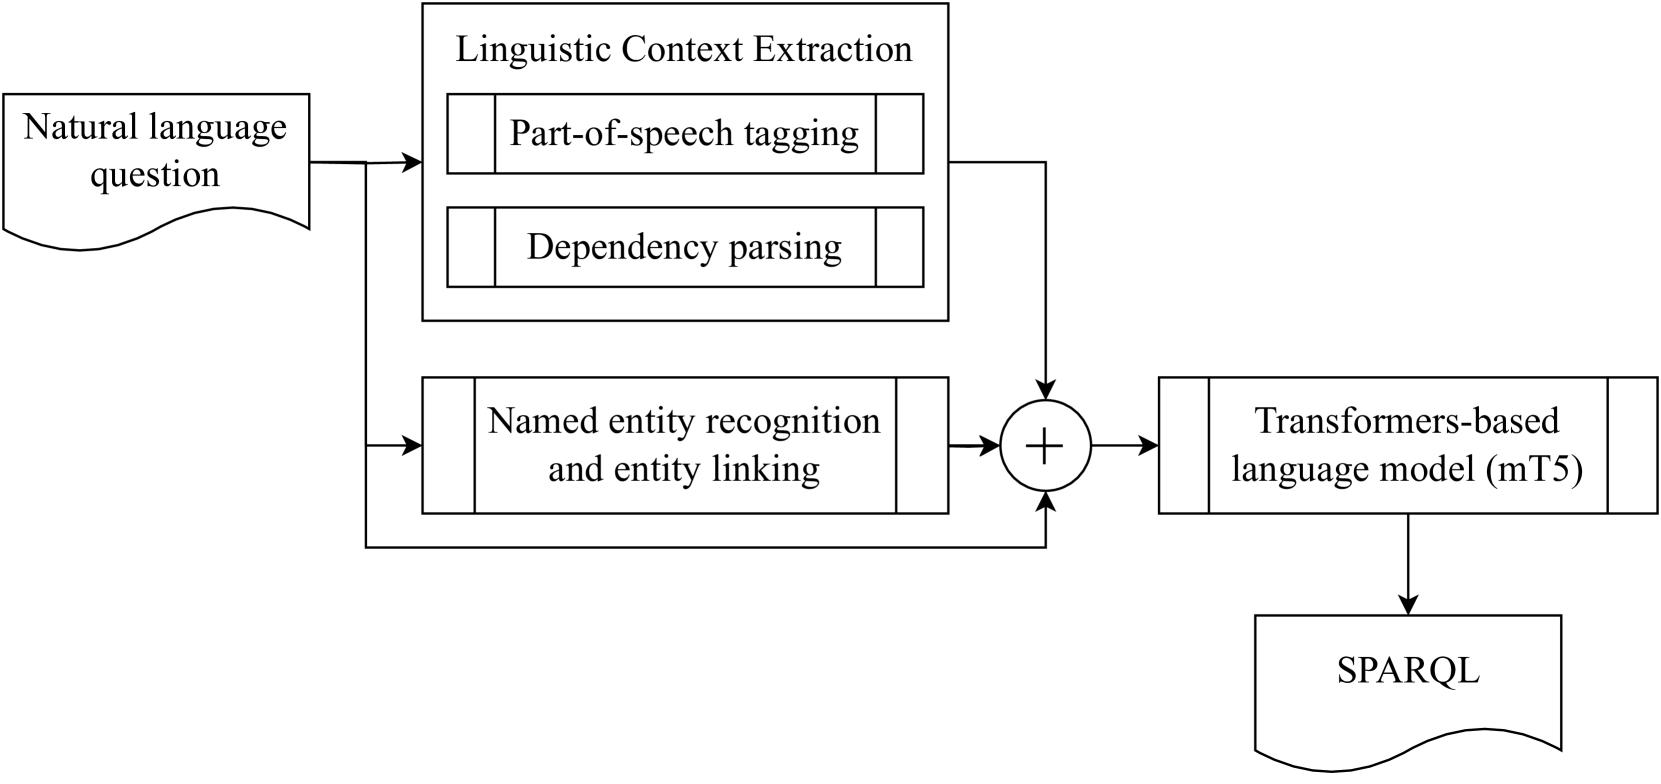 Linguistic Context Extraction
Natural language
question
Part-of-speech tagging
Dependency parsing
Named entity recognition
and entity linking
+
Transformers-based
language model (mT5)
SPARQL